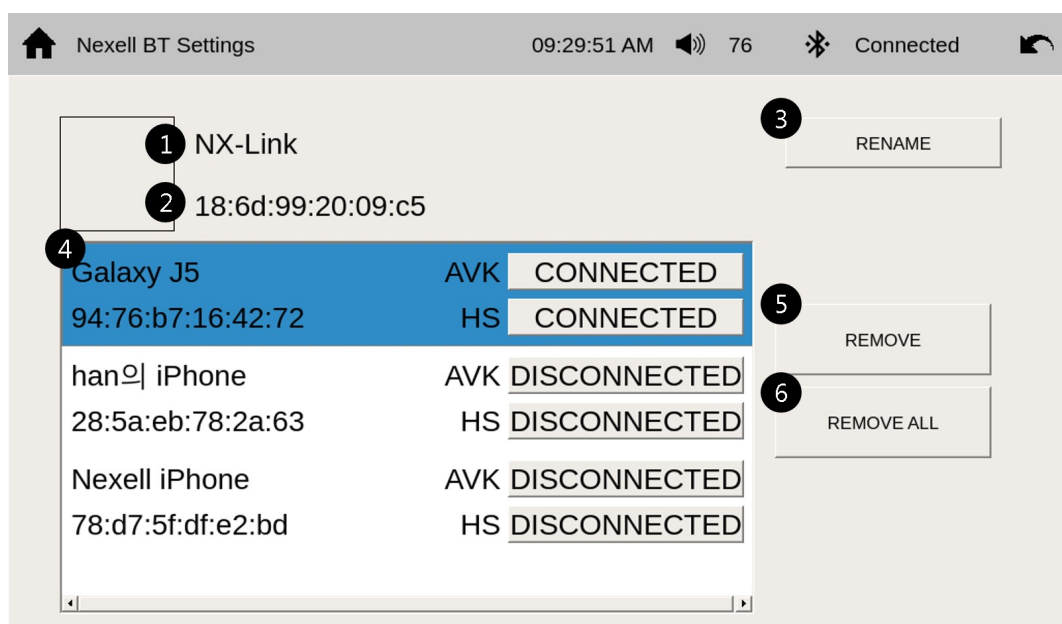 Nexell BT Settings 09:29:51 AM 76 Connected
1 NX-Link
3 RENAME
2 18:6d:99:20:09:c5
4
Galaxy J5 AVK CONNECTED
94:76:b7:16:42:72 HS CONNECTED
5 REMOVE
han의 iPhone AVK DISCONNECTED
28:5a:eb:78:2a:63 HS DISCONNECTED
6 REMOVE ALL
Nexell iPhone AVK DISCONNECTED
78:d7:5f:df:e2:bd HS DISCONNECTED